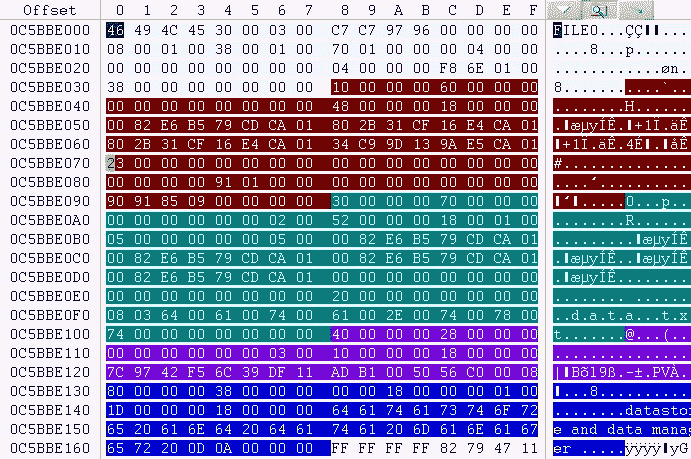 Offset 0 1 2 3 4 5 6 7 8 9 A B C D E F
0C5BBE000 46 49 4C 45 30 00 03 00 C7 C7 97 96 00 00 00 00 FILE0...ÇÇ▌▌....
0C5BBE010 08 00 01 00 38 00 01 00 70 01 00 00 00 04 00 00 ....8...p.......
0C5BBE020 00 00 00 00 00 00 00 00 04 00 00 00 F8 6E 01 00 ............øn..
0C5BBE030 38 00 00 00 00 00 00 00 10 00 00 00 60 00 00 00 8...........`...
0C5BBE040 00 00 00 00 00 00 00 00 48 00 00 00 18 00 00 00 ........H.......
0C5BBE050 00 82 E6 B5 79 CD CA 01 80 2B 31 CF 16 E4 CA 01 .▌æµyÍÊ.▌+1Ï.äÊ.
0C5BBE060 80 2B 31 CF 16 E4 CA 01 34 C9 9D 13 9A E5 CA 01 ▌+1Ï.äÊ.4É▌.▌åÊ.
0C5BBE070 23 00 00 00 00 00 00 00 00 00 00 00 00 00 00 00 #...............
0C5BBE080 00 00 00 00 91 01 00 00 00 00 00 00 00 00 00 00 ....‘...........
0C5BBE090 90 91 85 09 00 00 00 00 30 00 00 00 70 00 00 00 ▌‘▌.....0...p...
0C5BBE0A0 00 00 00 00 00 00 02 00 52 00 00 00 18 00 01 00 ........R.......
0C5BBE0B0 05 00 00 00 00 00 05 00 00 82 E6 B5 79 CD CA 01 .........▌æµyÍÊ.
0C5BBE0C0 00 82 E6 B5 79 CD CA 01 00 82 E6 B5 79 CD CA 01 .▌æµyÍÊ..▌æµyÍÊ.
0C5BBE0D0 00 82 E6 B5 79 CD CA 01 00 00 00 00 00 00 00 00 .▌æµyÍÊ.........
0C5BBE0E0 00 00 00 00 00 00 00 00 20 00 00 00 00 00 00 00 ........ .......
0C5BBE0F0 08 03 64 00 61 00 74 00 61 00 2E 00 74 00 78 00 ..d.a.t.a...t.x.
0C5BBE100 74 00 00 00 00 00 00 00 40 00 00 00 28 00 00 00 t.......@...(...
0C5BBE110 00 00 00 00 00 00 03 00 10 00 00 00 18 00 00 00 ................
0C5BBE120 7C 97 42 F5 6C 39 DF 11 AD B1 00 50 56 C0 00 08 |▌Bõl9ß.-±.PVÀ..
0C5BBE130 80 00 00 00 38 00 00 00 00 00 18 00 00 00 01 00 ▌...8...........
0C5BBE140 1D 00 00 00 18 00 00 00 64 61 74 61 73 74 6F 72 ........datastor
0C5BBE150 65 20 61 6E 64 20 64 61 74 61 20 6D 61 6E 61 67 e and data manag
0C5BBE160 65 72 20 0D 0A 00 00 00 FF FF FF FF 82 79 47 11 er .....ÿÿÿÿ▌yG.